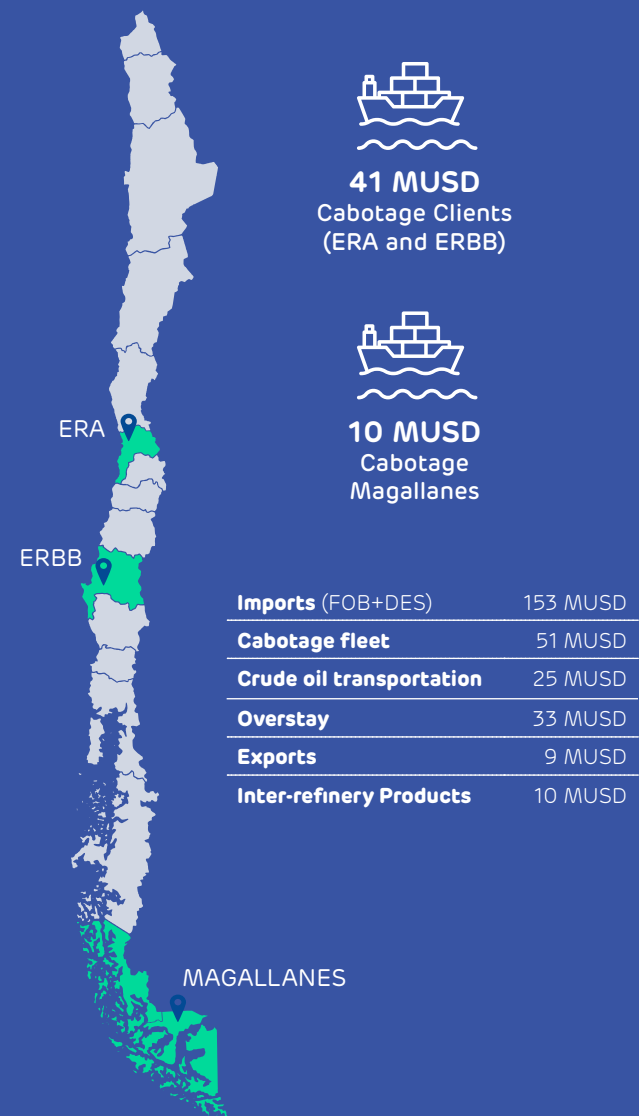 41 MUSD
Cabotage Clients
(ERA and ERBB)
10 MUSD
Cabotage
Magallanes
ERA
ERBB
Imports (FOB+DES) 153 MUSD
Cabotage fleet 51 MUSD
Crude oil transportation 25 MUSD
Overstay 33 MUSD
Exports 9 MUSD
Inter-refinery Products 10 MUSD
MAGALLANES